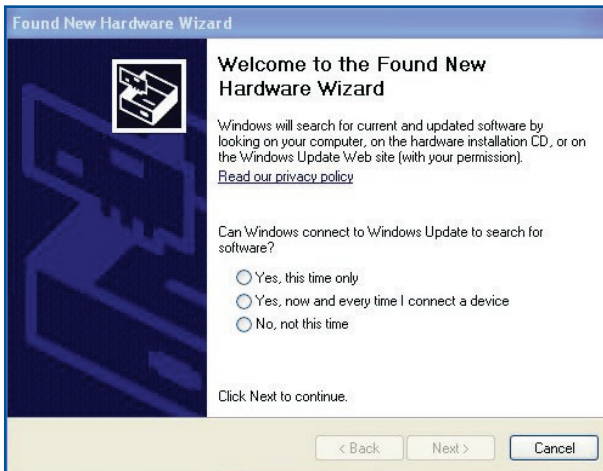 Found New Hardware Wizard
Welcome to the Found New
Hardware Wizard
Windows will search for current and updated software by
looking on your computer, on the hardware installation CD, or on
the Windows Update Web site (with your permission).
Read our privacy policy
Can Windows connect to Windows Update to search for
software?
Yes, this time only
Yes, now and every time I connect a device
No, not this time
Click Next to continue.
< Back
Next >
Cancel